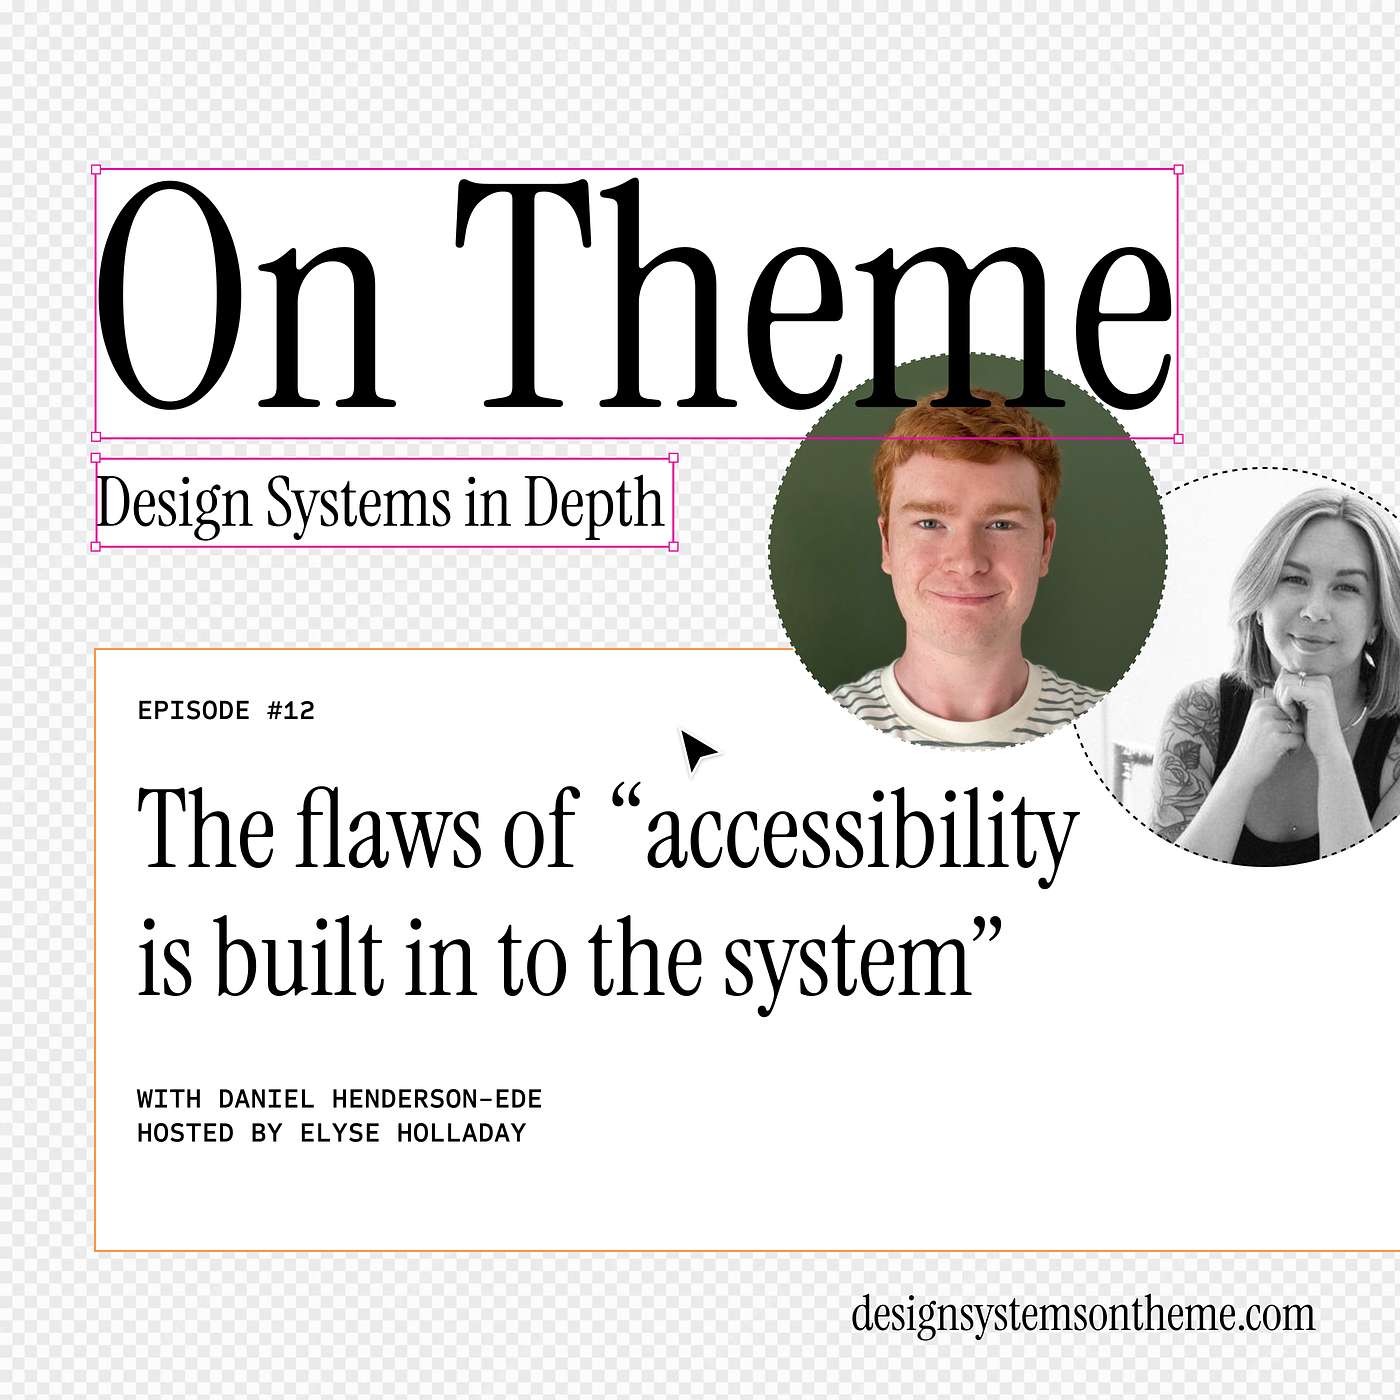 On Theme
Design Systems in Depth
EPISODE #12
The flaws of “accessibility
is built in to the system”
WITH DANIEL HENDERSON-EDE
HOSTED BY ELYSE HOLLADAY
designsystemsontheme.com